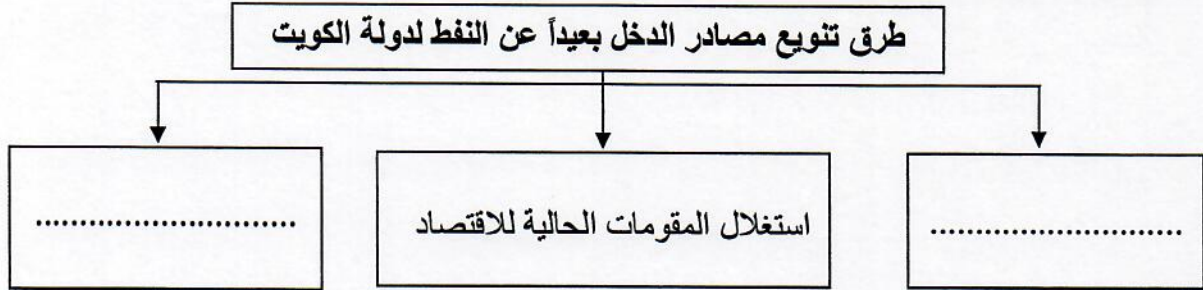 طرق تنويع مصادر الدخل بعيداً عن النفط لدولة الكويت
............................
استغلال المقومات الحالية للاقتصاد
.............................